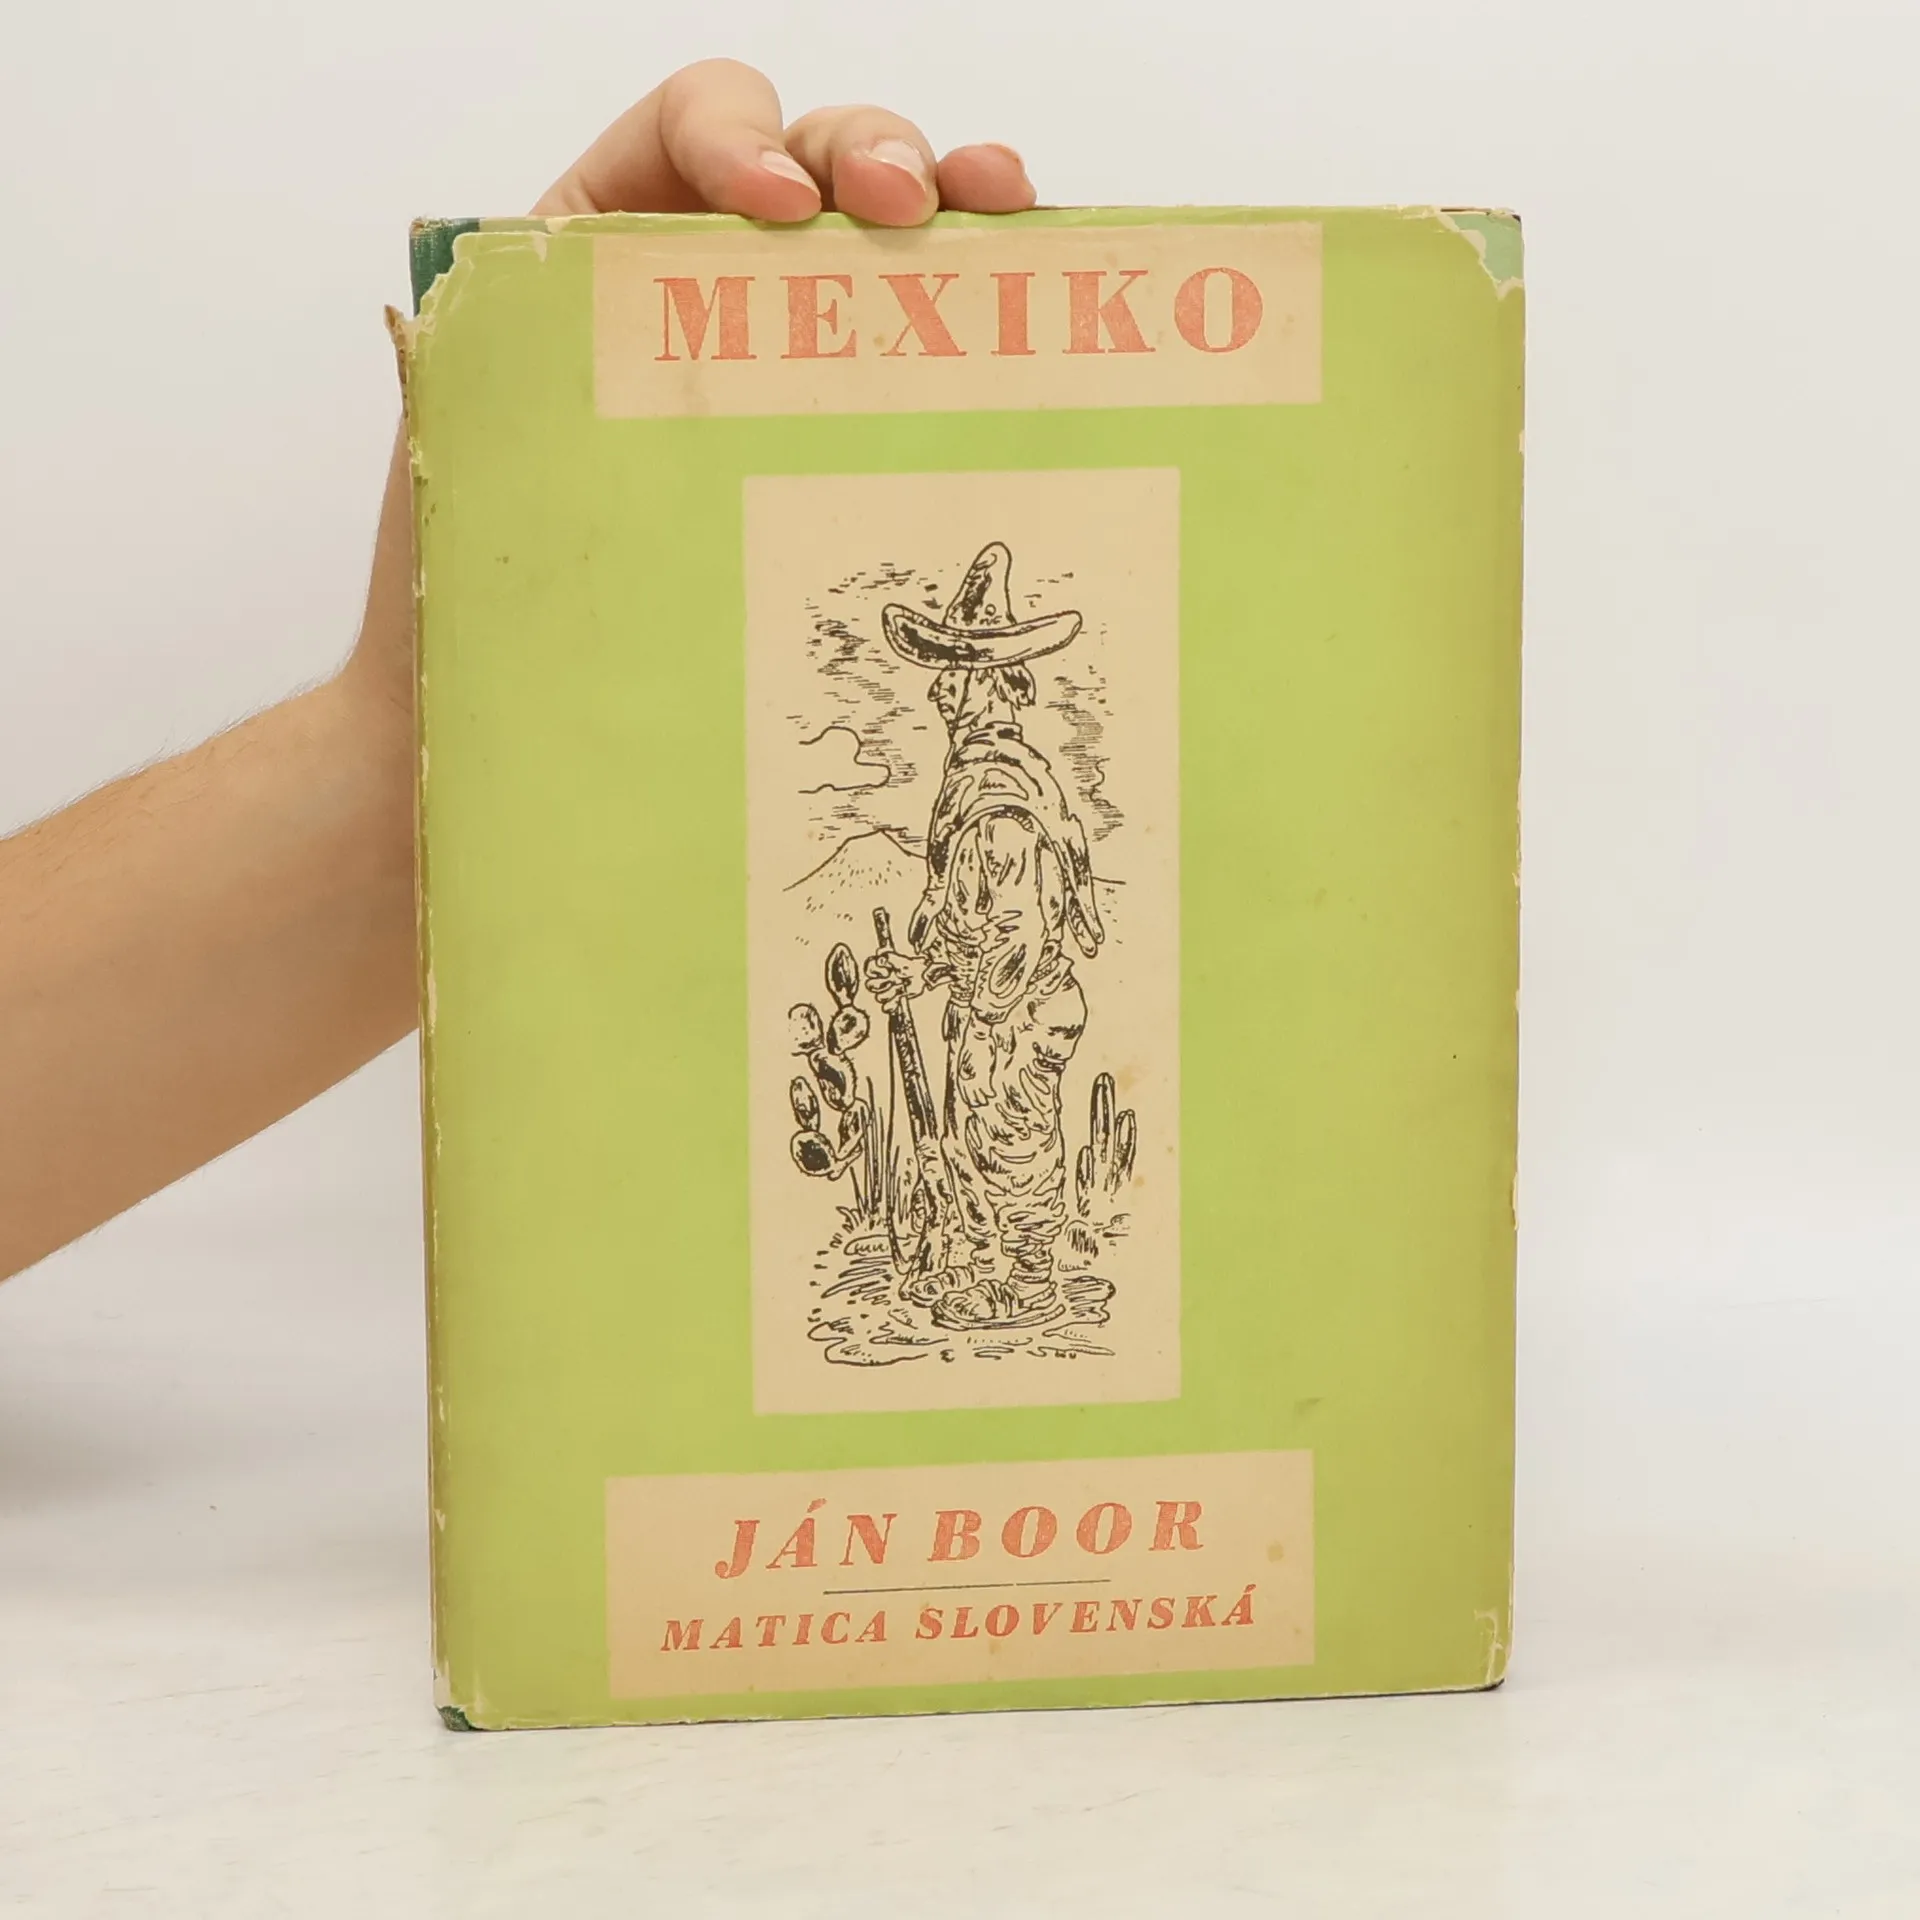 MEXIKO
JÁN BOOR
MATICA SLOVENSKÁ